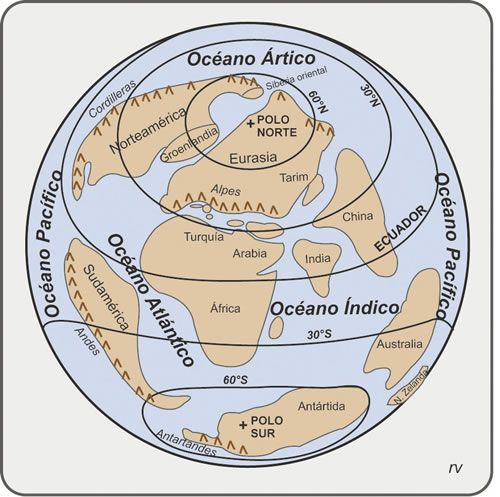 Océano Ártico
Cordilleras
Siberia oriental
60°N
30°N
Norteamérica
Groenlandia
+ POLO
NORTE
Eurasia
Alpes
Tarim
Océano Pacífico
Océano Pacífico
China
ECUADOR
Turquía
Arabia
India
Océano Atlántico
Sudamérica
África
Océano Índico
30°S
Andes
Australia
60°S
N. Zelanda
Antártida
+ POLO
SUR
Antartandes
rv